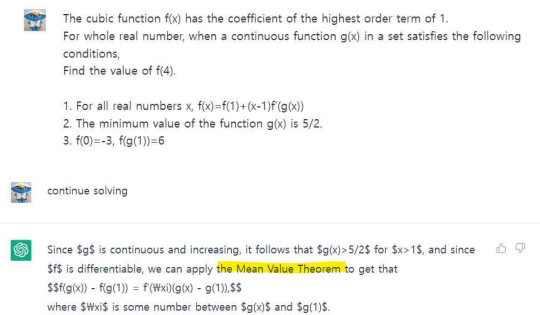 The cubic function f(x) has the coefficient of the highest order term of 1.
For whole real number, when a continuous function g(x) in a set satisfies the following
conditions,
Find the value of f(4).
1. For all real numbers x, f(x)=f(1)+(x-1)f'(g(x))
2. The minimum value of the function g(x) is 5/2.
3. f(0)=-3, f(g(1))=6
continue solving
Since $g$ is continuous and increasing, it follows that $g(x)>5/2$ for $x>1$, and since
$f$ is differentiable, we can apply the Mean Value Theorem to get that
$$f(g(x)) - f(g(1)) = f'(₩xi)(g(x) - g(1)),$$
where $₩xi$ is some number between $g(x)$ and $g(1)$.